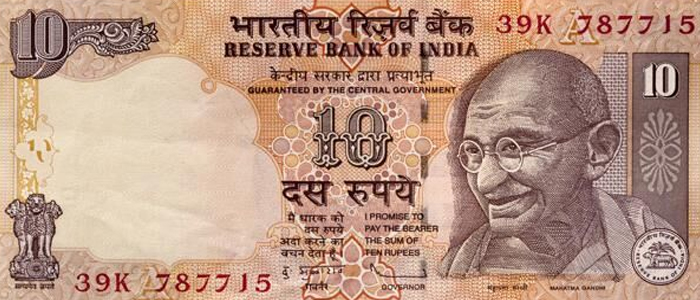 10
भारतीय रिज़र्व बैंक
39K 787715
RESERVE BANK OF INDIA
केन्द्रीय सरकार द्वारा प्रत्याभूत
GUARANTEED BY THE CENTRAL GOVERNMENT
10
10
दस रुपये
मैं धारक को
दस रुपये
अदा करने का
वचन देता हूँ
I PROMISE TO
PAY THE BEARER
THE SUM OF
TEN RUPEES
गवर्नर
GOVERNOR
सत्यमेव जयते
39K 787715
महात्मा गांधी
MAHATMA GANDHI
भारतीय रिज़र्व बैंक
RESERVE BANK OF INDIA